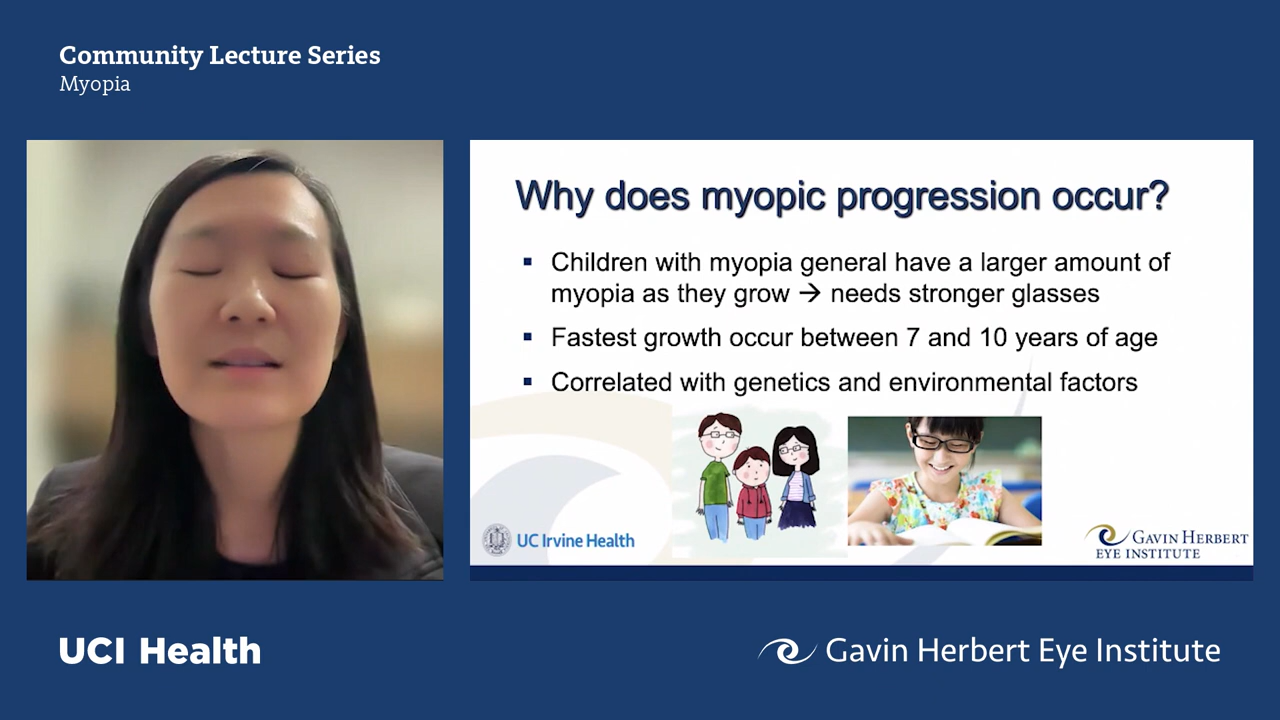 Community Lecture Series
Myopia
Why does myopic progression occur?
▪ Children with myopia general have a larger amount of
myopia as they grow → needs stronger glasses
▪ Fastest growth occur between 7 and 10 years of age
▪ Correlated with genetics and environmental factors
UC Irvine Health
GAVIN HERBERT
EYE INSTITUTE
UCI Health
Gavin Herbert Eye Institute